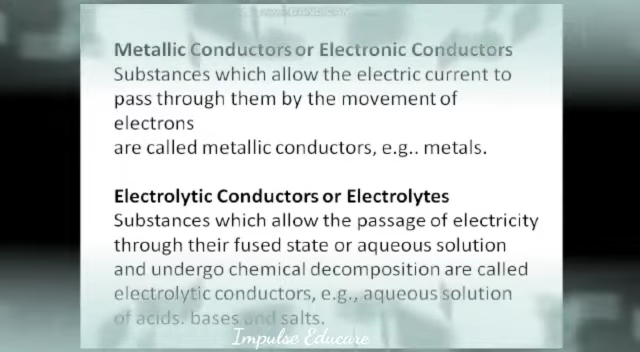 Metallic Conductors or Electronic Conductors
Substances which allow the electric current to
pass through them by the movement of
electrons
are called metallic conductors, e.g.. metals.
Electrolytic Conductors or Electrolytes
Substances which allow the passage of electricity
through their fused state or aqueous solution
and undergo chemical decomposition are called
electrolytic conductors, e.g., aqueous solution
of acids. bases and salts.
Impulse Educare